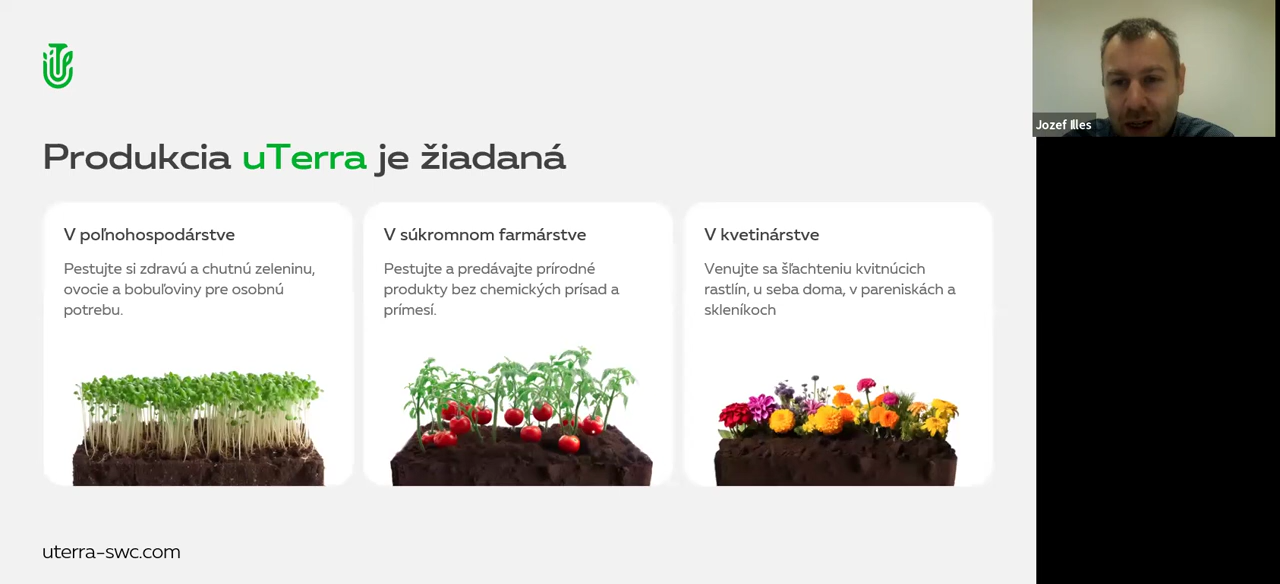 Produkcia uTerra je žiadaná
V poľnohospodárstve
Pestujte si zdravú a chutnú zeleninu,
ovocie a bobuľoviny pre osobnú
potrebu.
V súkromnom farmárstve
Pestujte a predávajte prírodné
produkty bez chemických prísad a
prímesí.
V kvetinárstve
Venujte sa šľachteniu kvitnúcich
rastlín, u seba doma, v pareniskách a
skleníkoch
uterra-swc.com
Jozef Illes